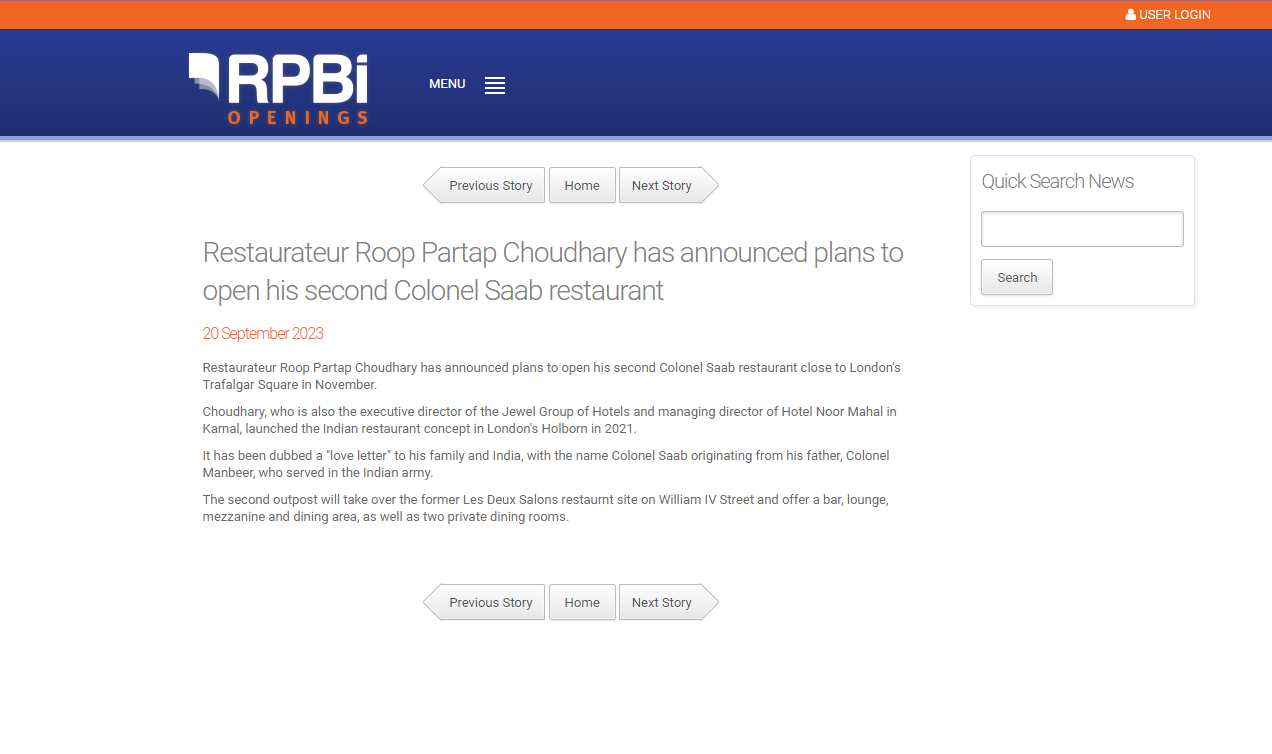 USER LOGIN
RPBi
OPENINGS
MENU
Previous Story
Home
Next Story
Quick Search News
Search
Restaurateur Roop Partap Choudhary has announced plans to
open his second Colonel Saab restaurant
20 September 2023
Restaurateur Roop Partap Choudhary has announced plans to open his second Colonel Saab restaurant close to London's
Trafalgar Square in November.
Choudhary, who is also the executive director of the Jewel Group of Hotels and managing director of Hotel Noor Mahal in
Karnal, launched the Indian restaurant concept in London's Holborn in 2021.
It has been dubbed a "love letter" to his family and India, with the name Colonel Saab originating from his father, Colonel
Manbeer, who served in the Indian army.
The second outpost will take over the former Les Deux Salons restaurnt site on William IV Street and offer a bar, lounge,
mezzanine and dining area, as well as two private dining rooms.
Previous Story
Home
Next Story